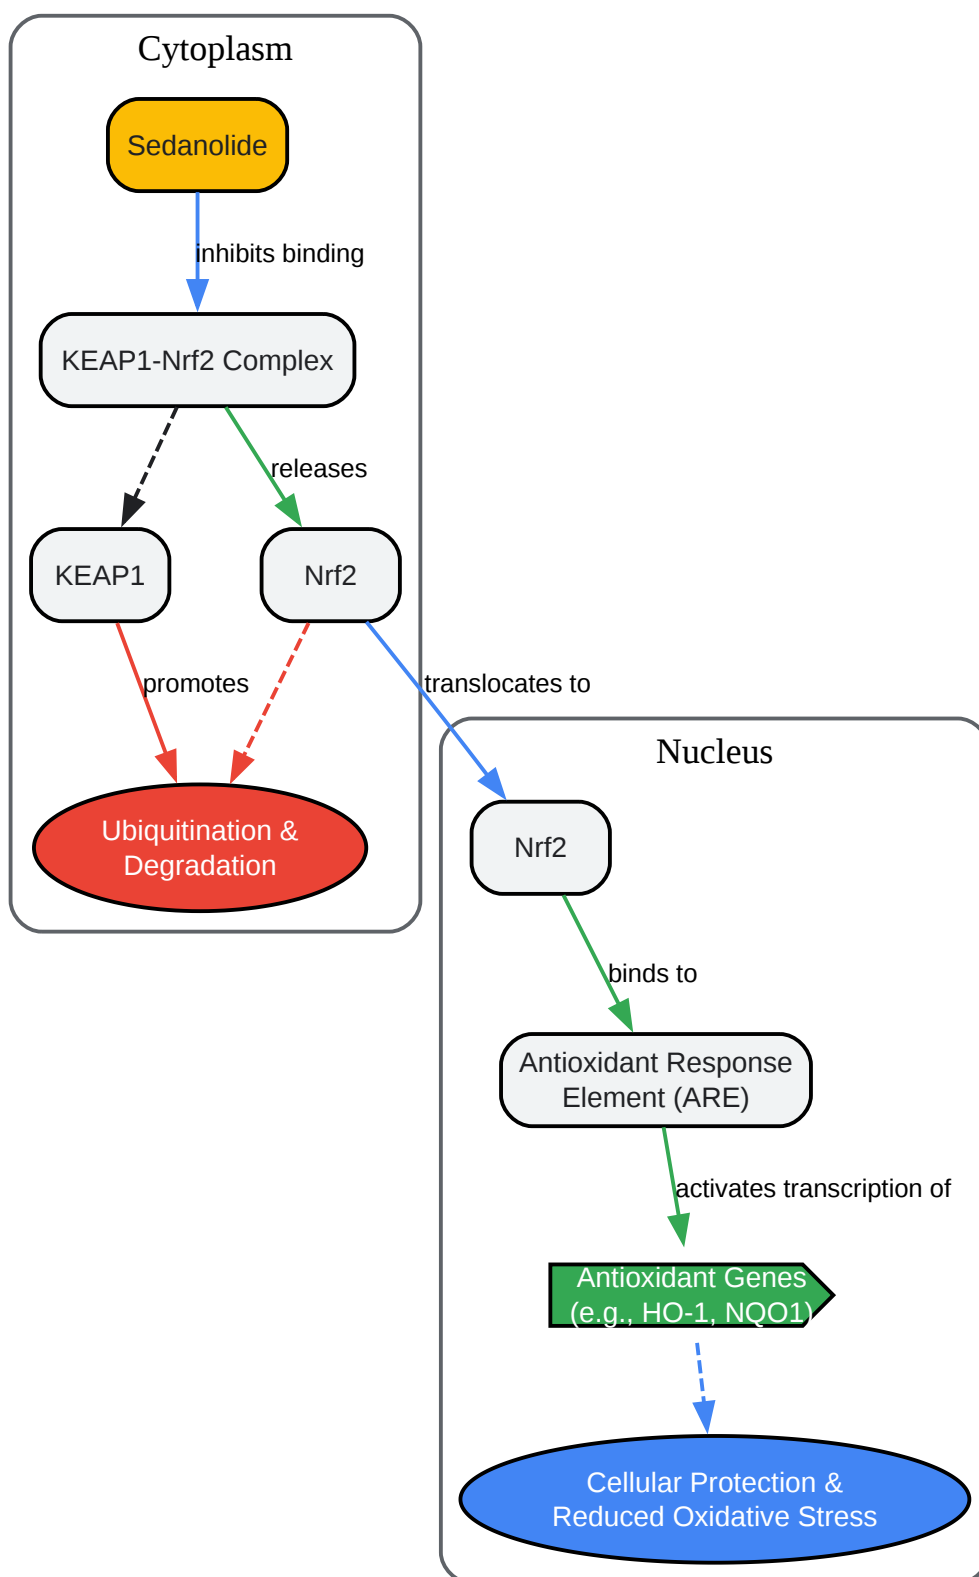 Cytoplasm
Sedanolide
inhibits binding
KEAP1-Nrf2 Complex
releases
KEAP1
Nrf2
promotes
translocates to
Ubiquitination &
Degradation
Nucleus
Nrf2
binds to
Antioxidant Response
Element (ARE)
activates transcription of
Antioxidant Genes
(e.g., HO-1, NQO1)
Cellular Protection &
Reduced Oxidative Stress